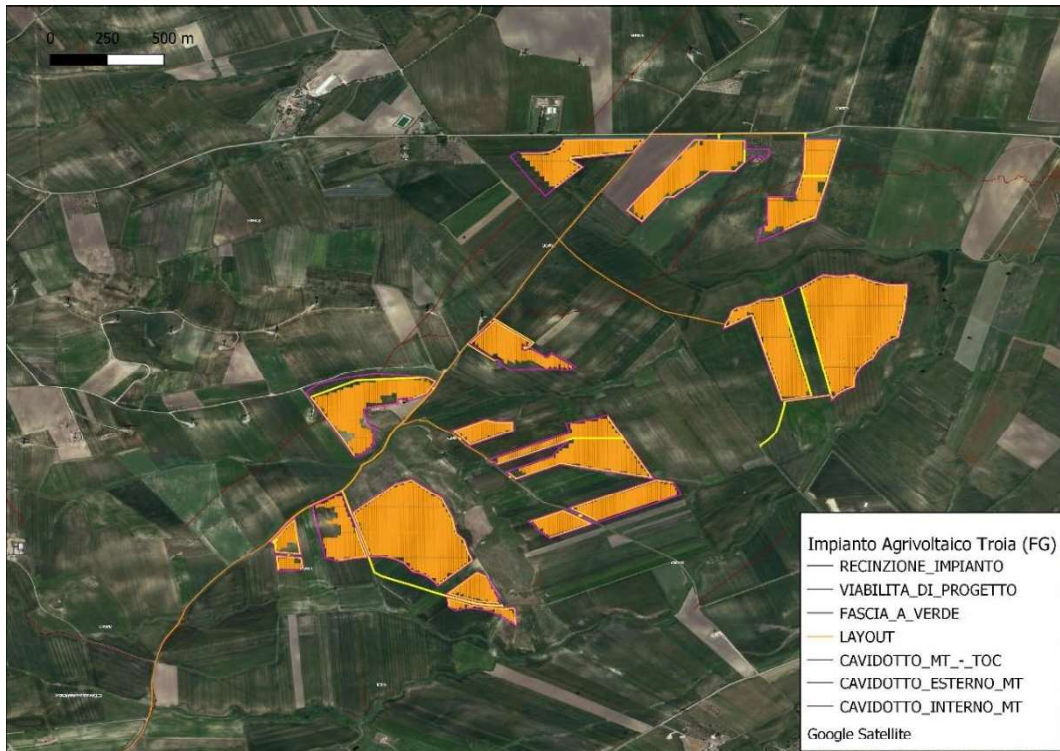 0 250 500 m
Impianto Agrivoltaico Troia (FG)
RECINZIONE_IMPIANTO
VIABILITA_DI_PROGETTO
FASCIA_A_VERDE
LAYOUT
CAVIDOTTO_MT_-_TOC
CAVIDOTTO_ESTERNO_MT
CAVIDOTTO_INTERNO_MT
Google Satellite